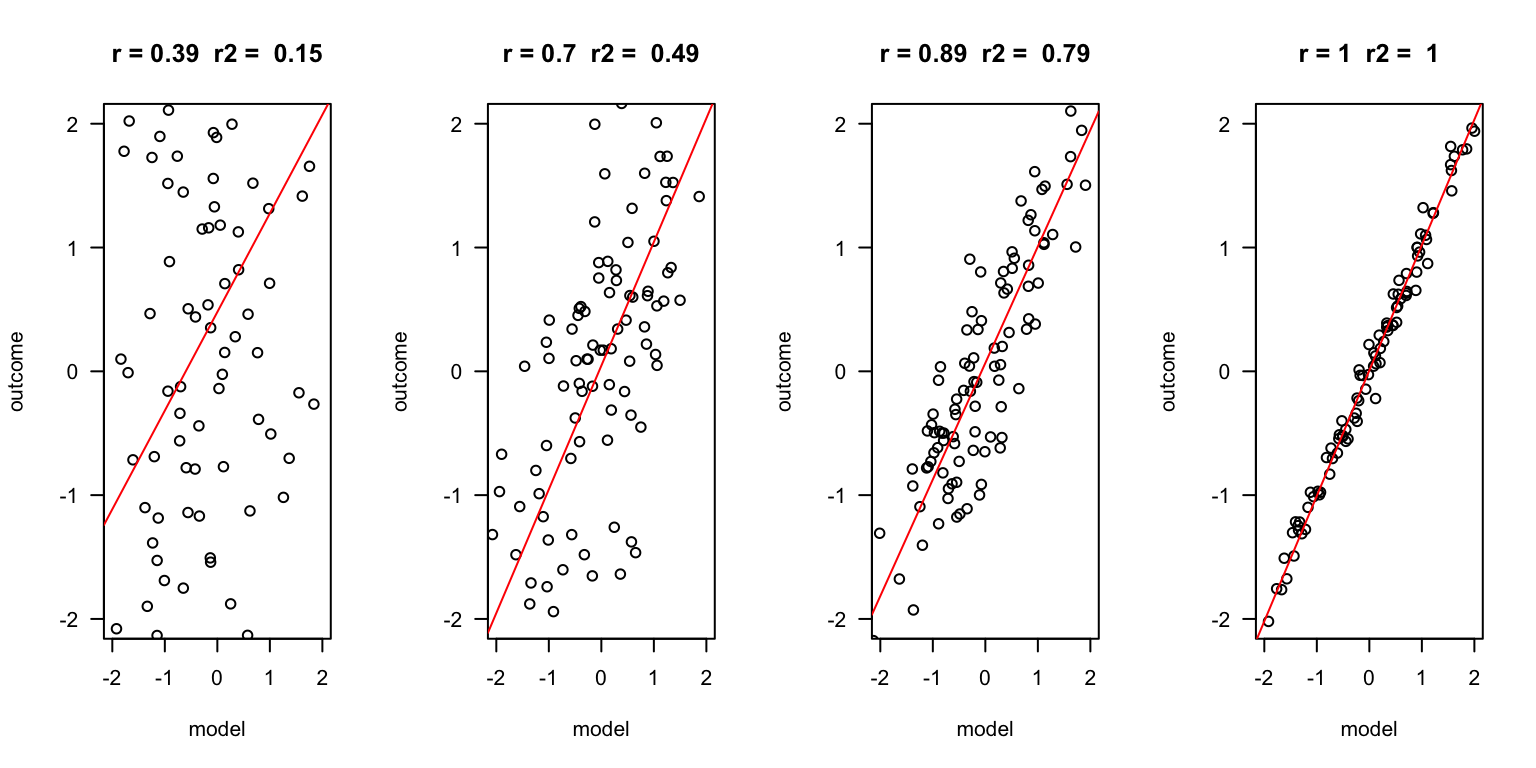 r = 0.39  r2 =  0.15
outcome
2
1
0
-1
-2
-2 -1 0 1 2
model
r = 0.7  r2 =  0.49
outcome
2
1
0
-1
-2
-2 -1 0 1 2
model
r = 0.89  r2 =  0.79
outcome
2
1
0
-1
-2
-2 -1 0 1 2
model
r = 1  r2 =  1
outcome
2
1
0
-1
-2
-2 -1 0 1 2
model